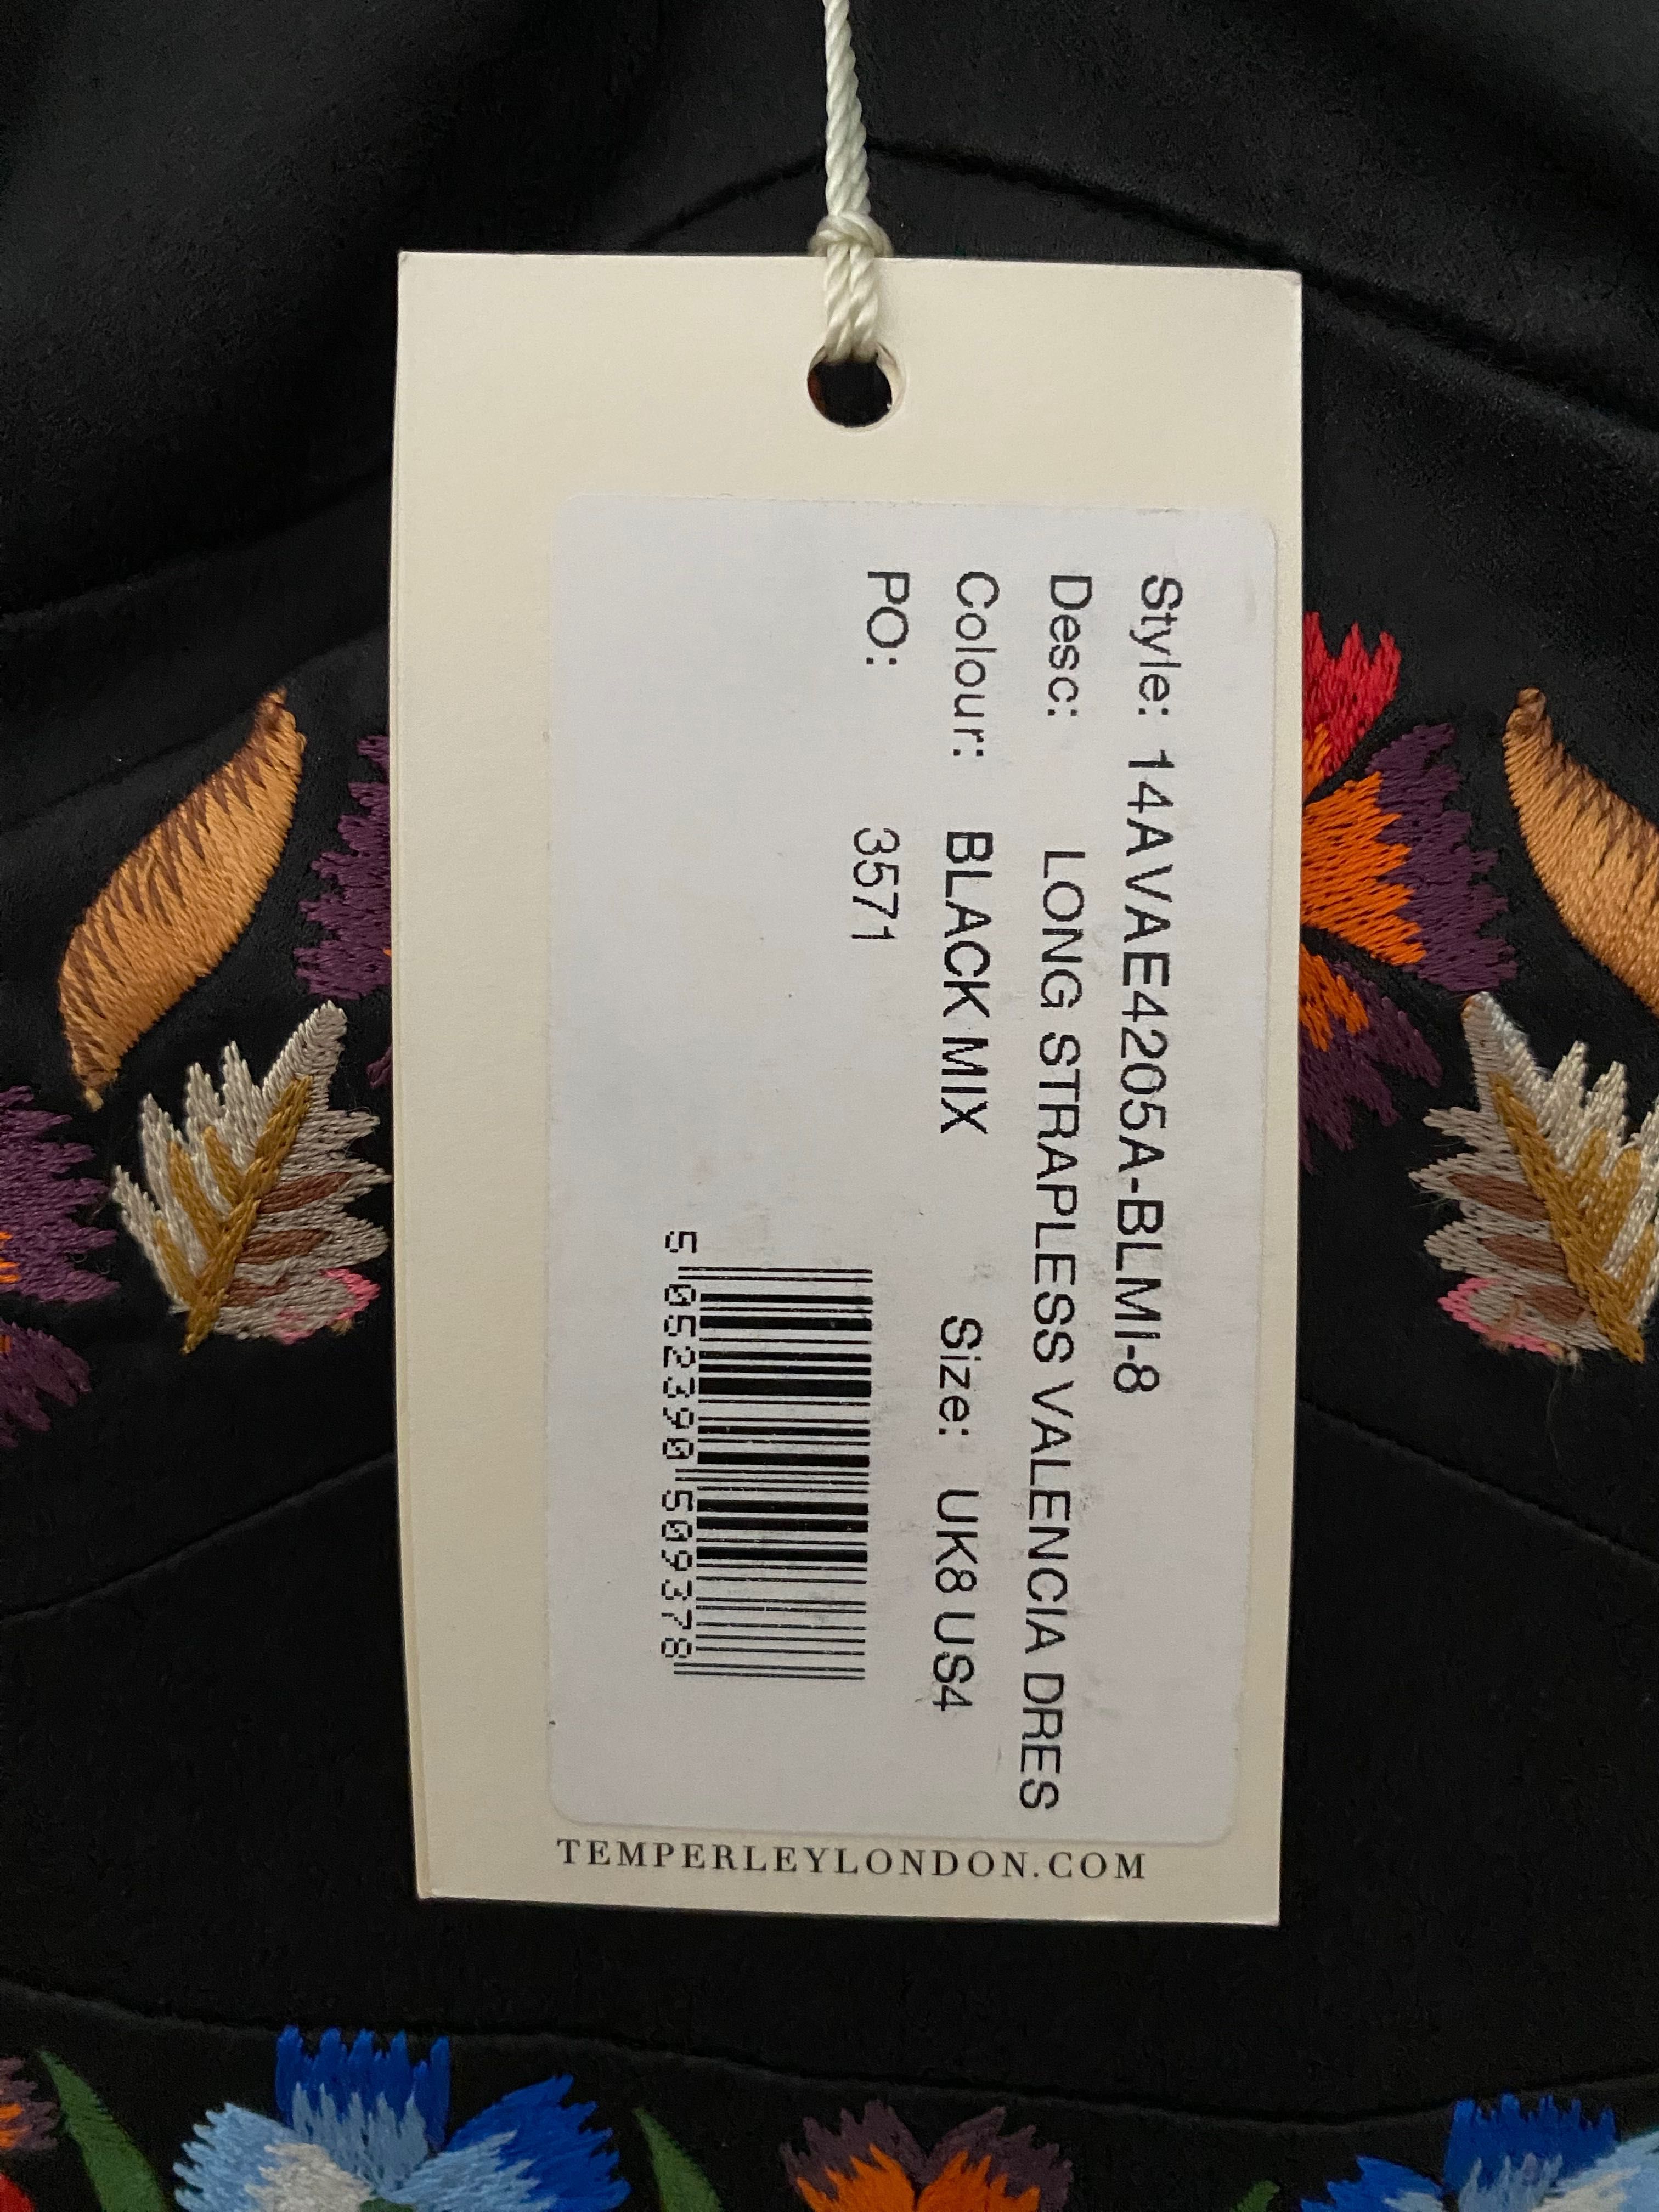 Style: 14AVAE4205A-BLMI-8
Desc: LONG STRAPLESS VALENCIA DRES
Colour: BLACK MIX Size: UK8 US4
PO: 3571
5 052390 509378
TEMPERLEYLONDON.COM